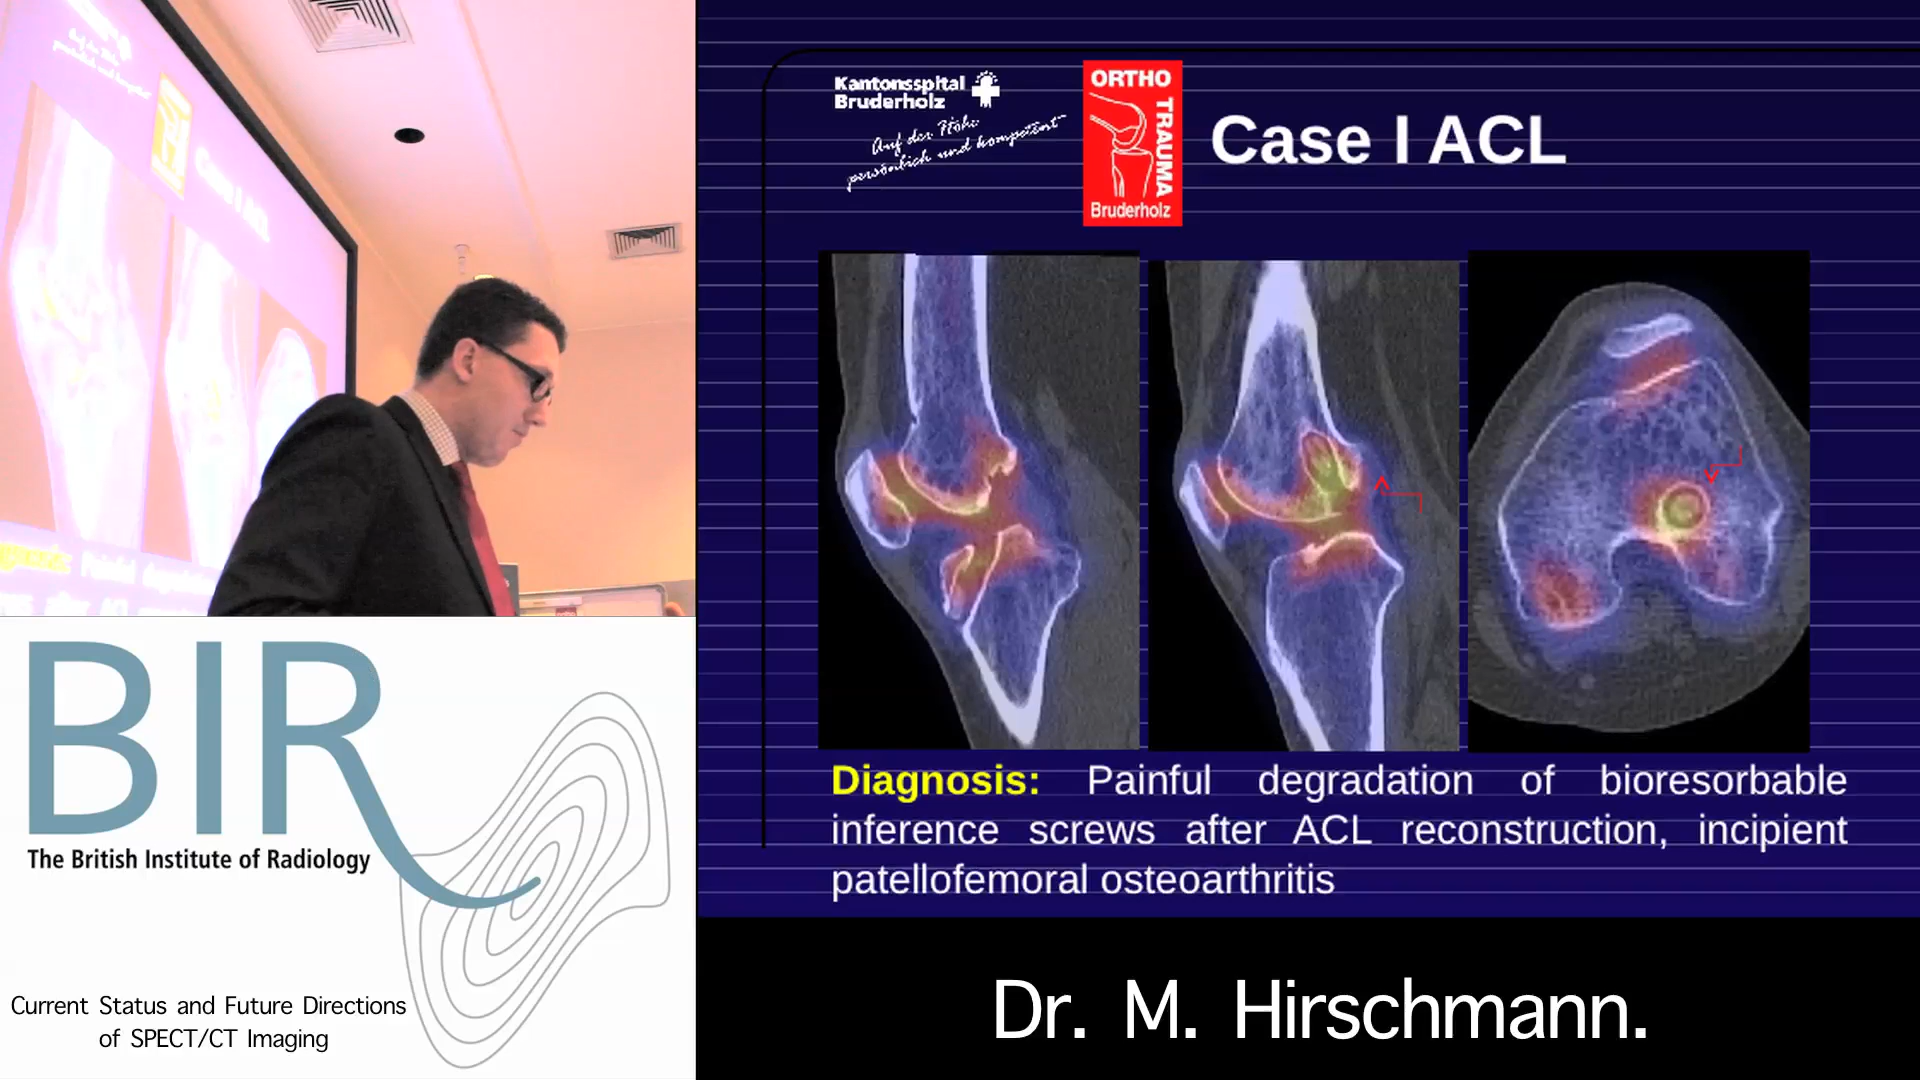 Kantonsspital
Bruderholz
Auf der Höhe
persönlich und kompetent
ORTHO
TRAUMA
Bruderholz
Case I ACL
Diagnosis: Painful degradation of bioresorbable
inference screws after ACL reconstruction, incipient
patellofemoral osteoarthritis
BIR
The British Institute of Radiology
Current Status and Future Directions
of SPECT/CT Imaging
Dr. M. Hirschmann.